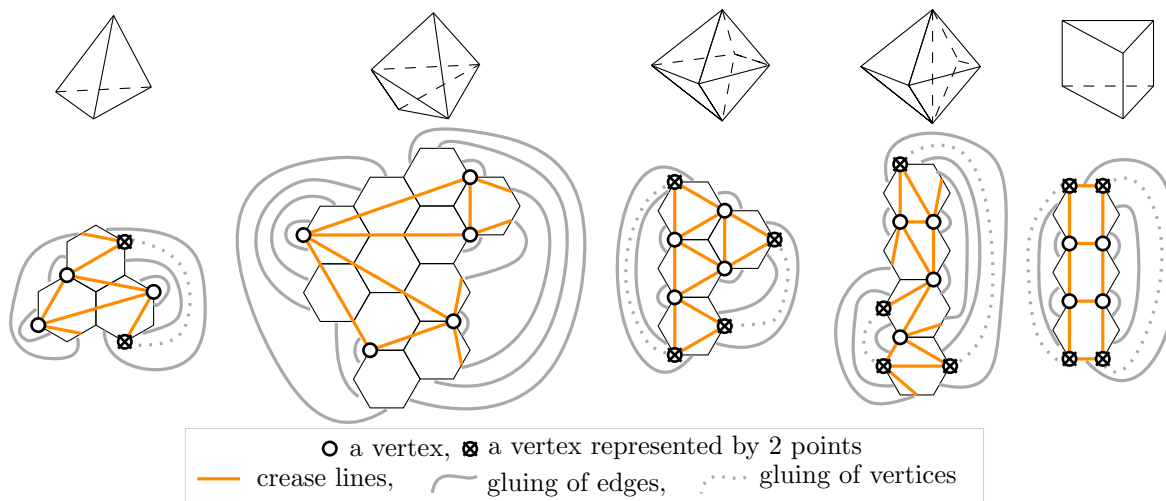 a vertex, a vertex represented by 2 points
crease lines, gluing of edges, gluing of vertices